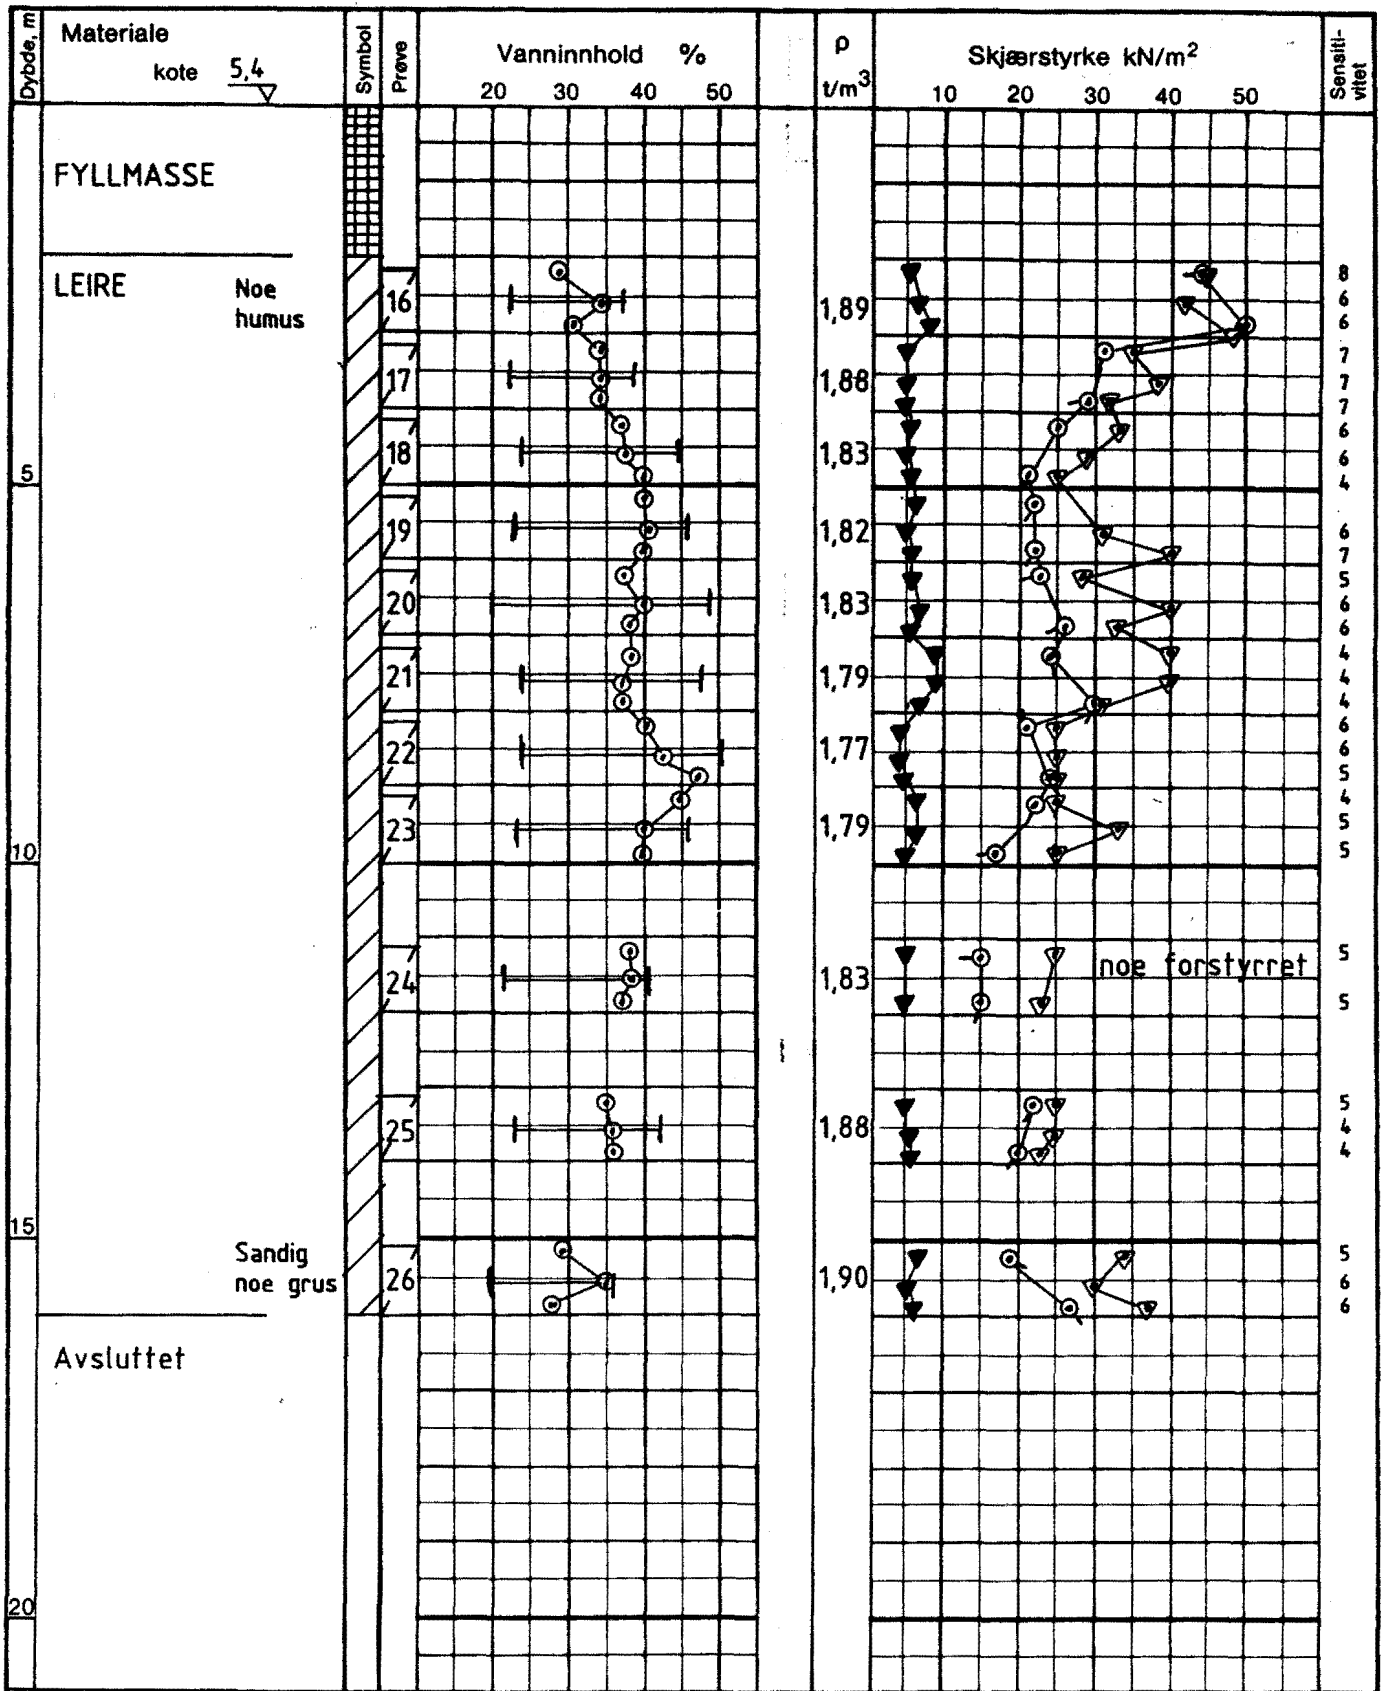 Dybde, m
Materiale
kote 5,4
Symbol
Prøve
Vanninnhold %
20 30 40 50
ρ
t/m³
Skjærstyrke kN/m²
10 20 30 40 50
Sensiti-
vitet
FYLLMASSE
LEIRE
Noe
humus
16
1,89
8
6
6
17
1,88
7
7
7
18
1,83
6
6
4
5
19
1,82
6
7
20
1,83
5
6
6
21
1,79
4
4
4
22
1,77
6
6
5
23
1,79
4
5
5
10
24
1,83
noe forstyrret
5
5
25
1,88
5
4
4
15
Sandig
noe grus
26
1,90
5
6
6
Avsluttet
20